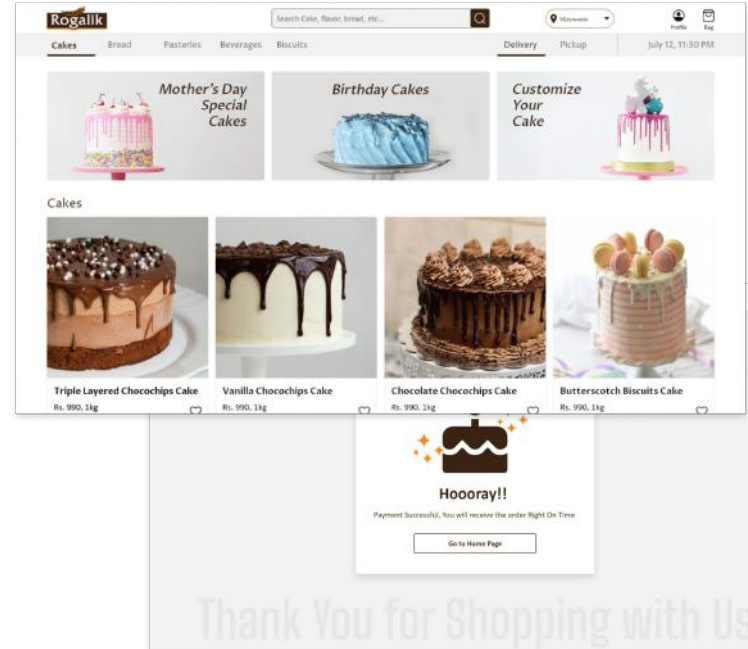 Rogalik
Search Cake, flavor, bread, etc...
Profile
Bag
Cakes Bread Pasteries Beverages Biscuits Delivery Pickup July 12, 11:30 PM
Mother's Day
Special
Cakes
Birthday Cakes
Customize
Your
Cake
Cakes
Triple Layered Chocochips Cake
Rs. 990, 1kg
Vanilla Chocochips Cake
Rs. 990, 1kg
Chocolate Chocochips Cake
Rs. 990, 1kg
Butterscotch Biscuits Cake
Rs. 990, 1kg
Hoooray!!
Payment Successful, You will receive the order Right On Time
Go to Home Page
Thank You for Shopping with Us